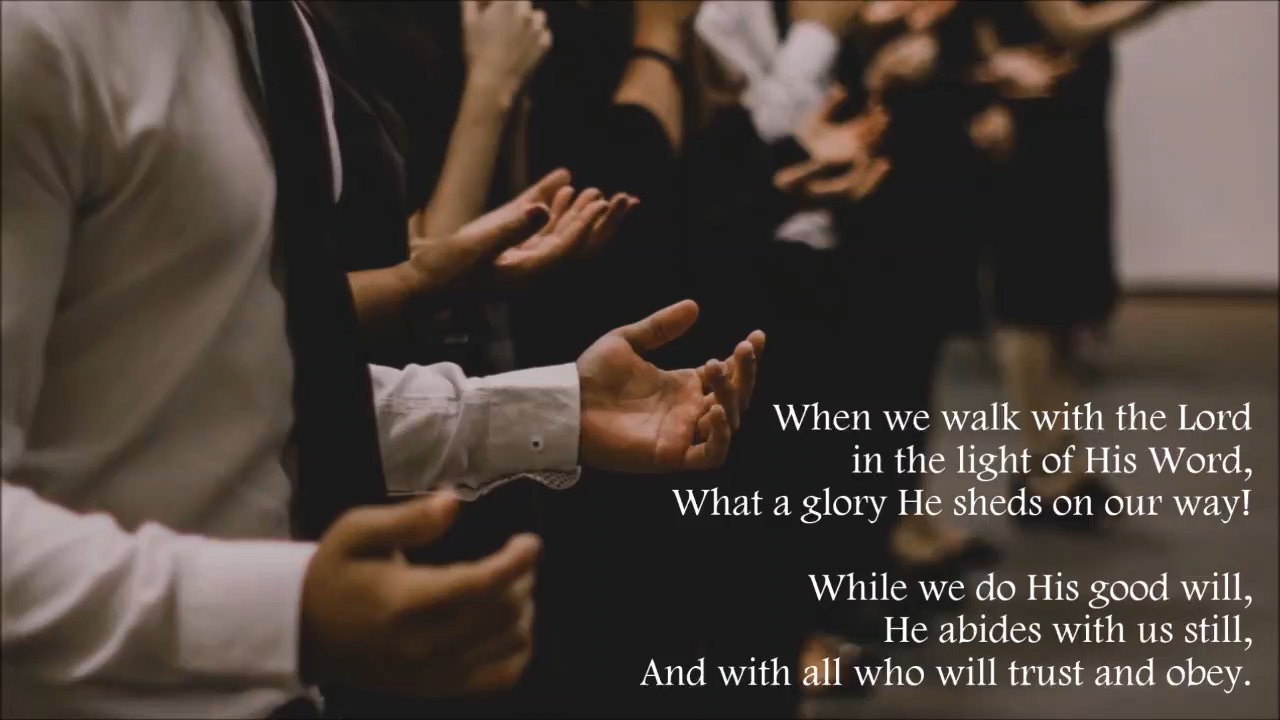 When we walk with the Lord
in the light of His Word,
What a glory He sheds on our way!
While we do His good will,
He abides with us still,
And with all who will trust and obey.